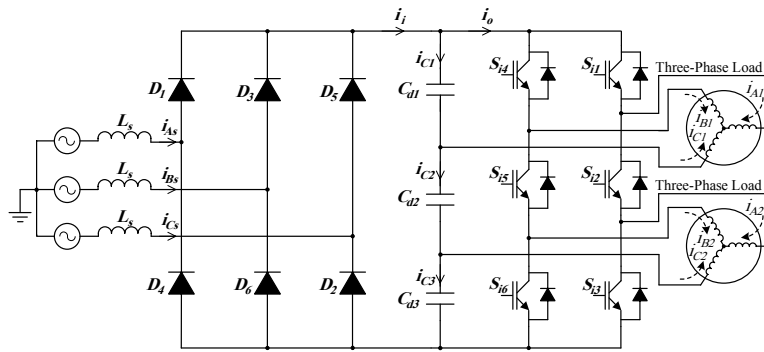 i_i
i_o
i_C1
S_i4
S_i1
Three-Phase Load
D_1
D_3
D_5
C_d1
i_A1
i_B1
i_C1
L_s
i_As
L_s
i_Bs
i_C2
S_i5
S_i2
Three-Phase Load
C_d2
i_A2
L_s
i_Cs
i_B2
i_C2
D_4
D_6
D_2
i_C3
S_i6
S_i3
C_d3